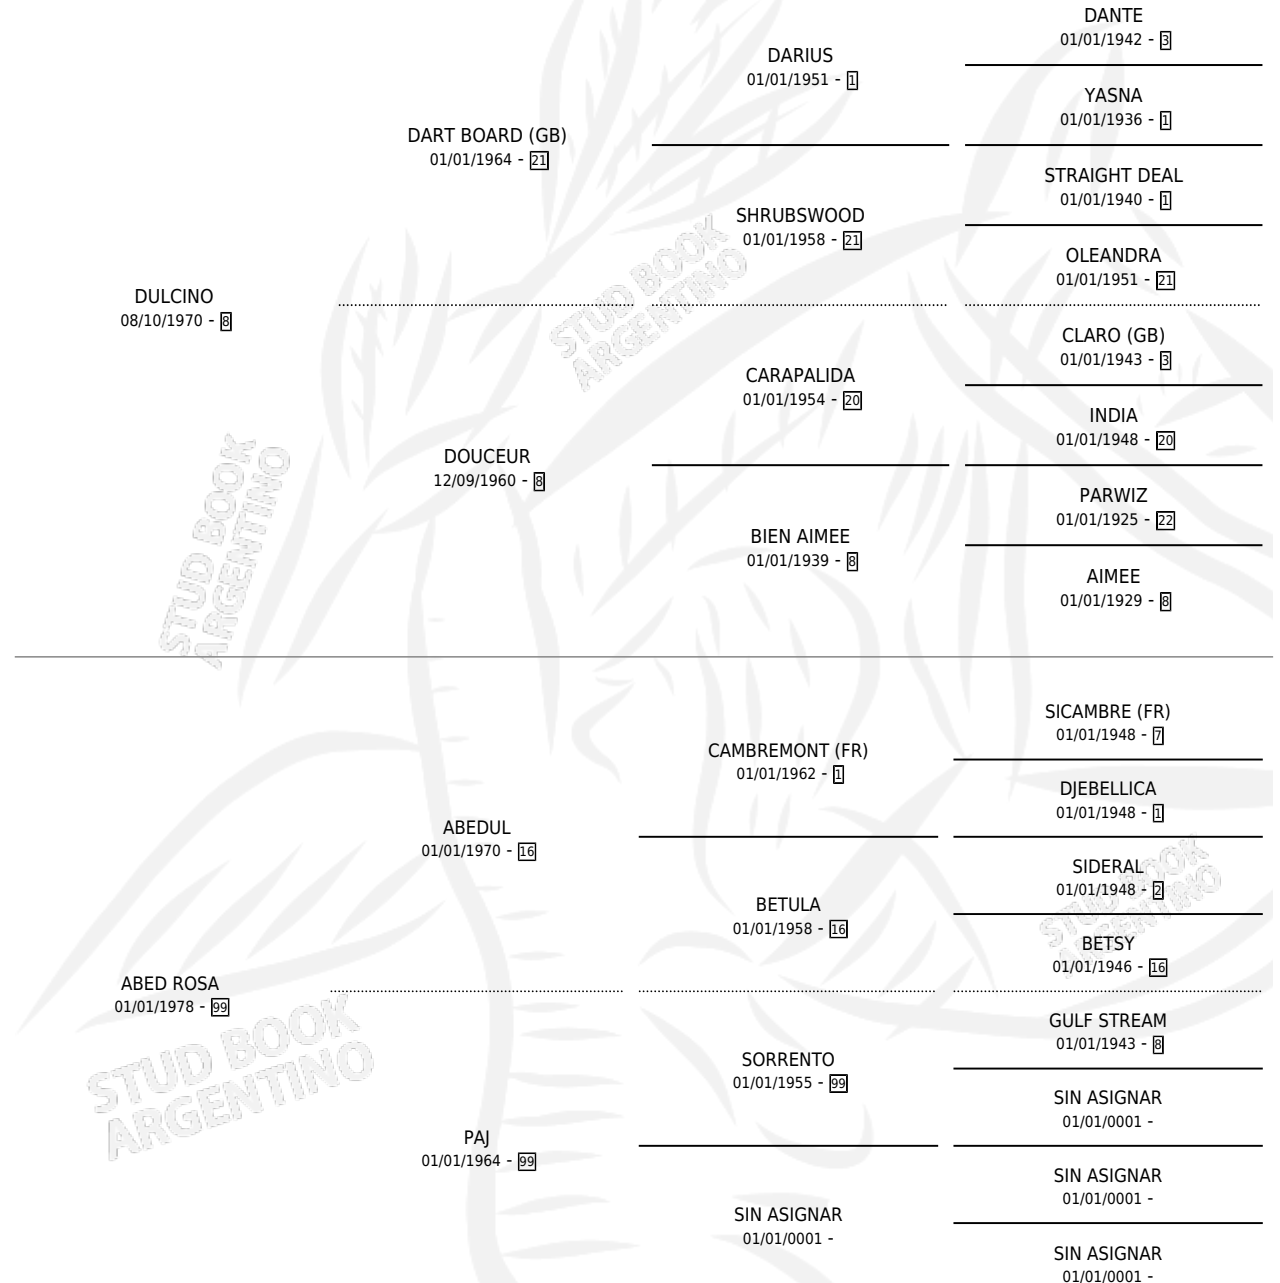 DANTE
01/01/1942 - 3
DARIUS
01/01/1951 - 1
YASNA
01/01/1936 - 1
DART BOARD (GB)
01/01/1964 - 21
STRAIGHT DEAL
01/01/1940 - 1
SHRUBSWOOD
01/01/1958 - 21
OLEANDRA
01/01/1951 - 21
DULCINO
08/10/1970 - 8
STUD BOOK
ARGENTINO
CLARO (GB)
01/01/1943 - 3
CARAPALIDA
01/01/1954 - 20
INDIA
01/01/1948 - 20
DOUCEUR
12/09/1960 - 8
PARWIZ
01/01/1925 - 22
BIEN AIMEE
01/01/1939 - 8
AIMEE
01/01/1929 - 8
STUD BOOK
ARGENTINO
SICAMBRE (FR)
01/01/1948 - 7
CAMBREMONT (FR)
01/01/1962 - 1
DJEBELLICA
01/01/1948 - 1
ABEDUL
01/01/1970 - 16
SIDERAL
01/01/1948 - 2
BETULA
01/01/1958 - 16
BETSY
01/01/1946 - 16
STUD BOOK
ARGENTINO
ABED ROSA
01/01/1978 - 99
GULF STREAM
01/01/1943 - 8
SORRENTO
01/01/1955 - 99
SIN ASIGNAR
01/01/0001 -
STUD BOOK
ARGENTINO
PAJ
01/01/1964 - 99
SIN ASIGNAR
01/01/0001 -
SIN ASIGNAR
01/01/0001 -
SIN ASIGNAR
01/01/0001 -